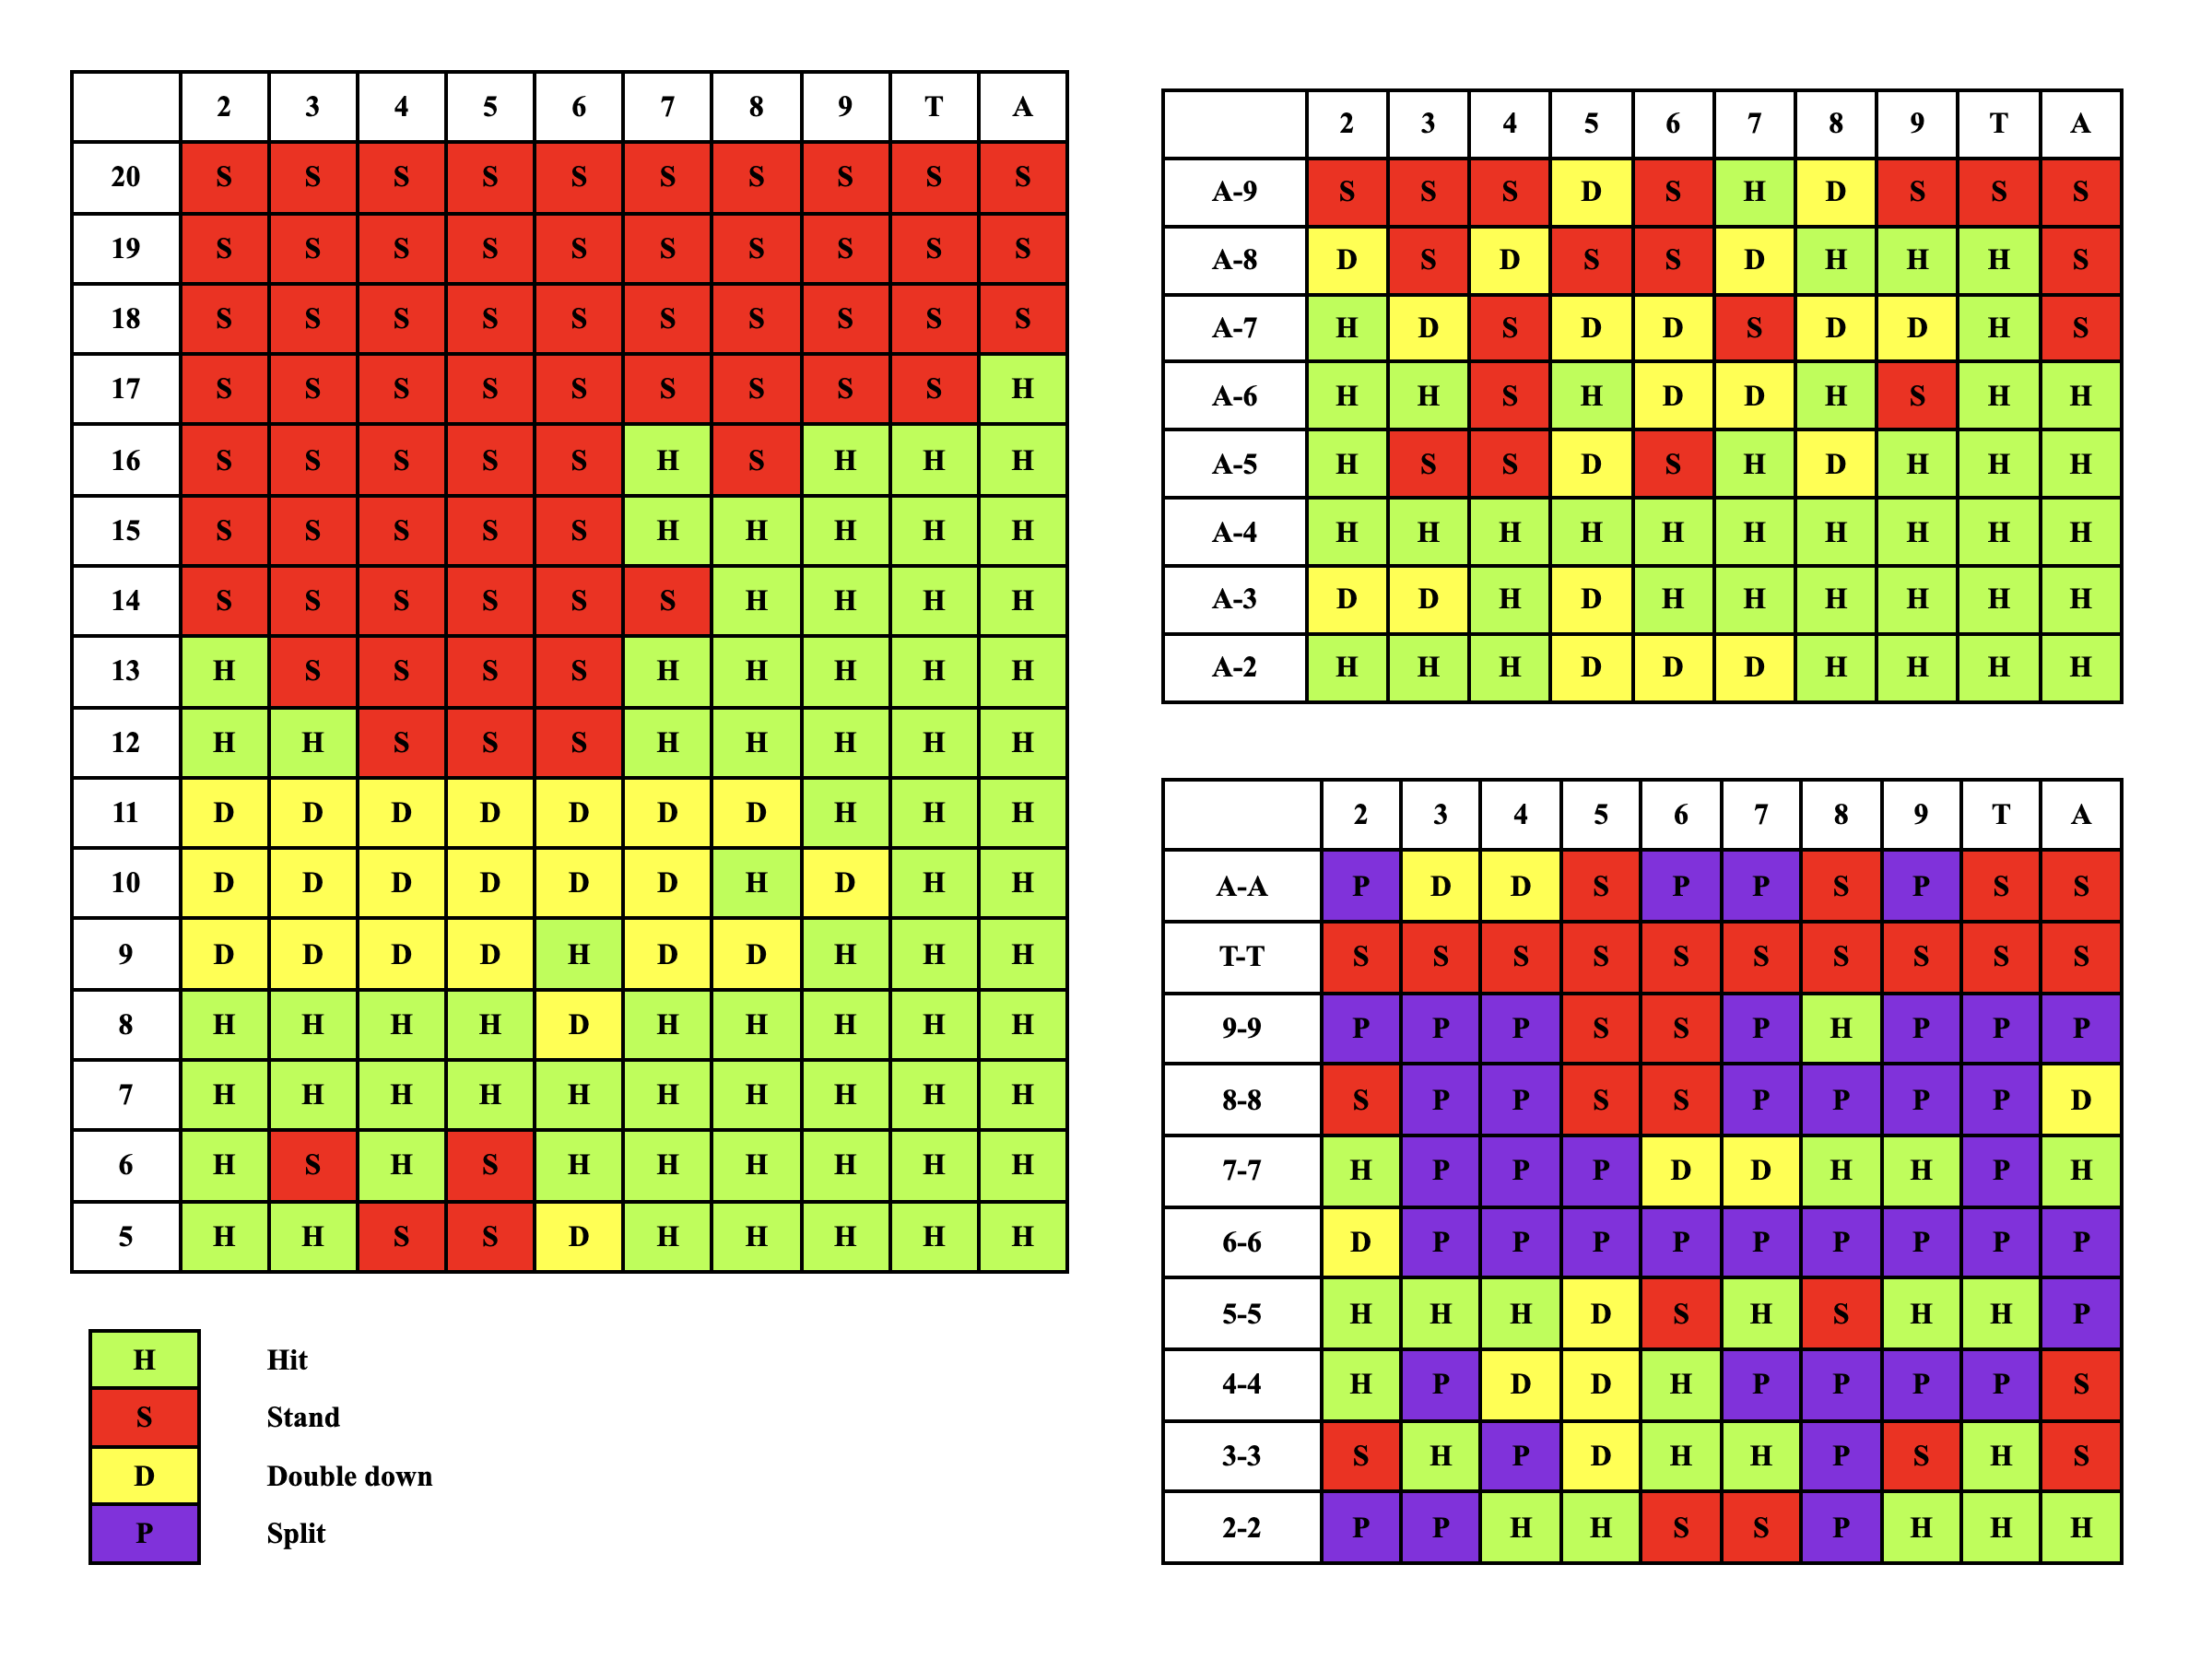 2 3 4 5 6 7 8 9 T A
20 S S S S S S S S S S
19 S S S S S S S S S S
18 S S S S S S S S S S
17 S S S S S S S S S H
16 S S S S S H S H H H
15 S S S S S H H H H H
14 S S S S S S H H H H
13 H S S S S H H H H H
12 H H S S S H H H H H
11 D D D D D D D H H H
10 D D D D D D H D H H
9 D D D D H D D H H H
8 H H H H D H H H H H
7 H H H H H H H H H H
6 H S H S H H H H H H
5 H H S S D H H H H H
H Hit
S Stand
D Double down
P Split
2 3 4 5 6 7 8 9 T A
A-9 S S S D S H D S S S
A-8 D S D S S D H H H S
A-7 H D S D D S D D H S
A-6 H H S H D D H S H H
A-5 H S S D S H D H H H
A-4 H H H H H H H H H H
A-3 D D H D H H H H H H
A-2 H H H D D D H H H H
2 3 4 5 6 7 8 9 T A
A-A P D D S P P S P S S
T-T S S S S S S S S S S
9-9 P P P S S P H P P P
8-8 S P P S S P P P P D
7-7 H P P P D D H H P H
6-6 D P P P P P P P P P
5-5 H H H D S H S H H P
4-4 H P D D H P P P P S
3-3 S H P D H H P S H S
2-2 P P H H S S P H H H